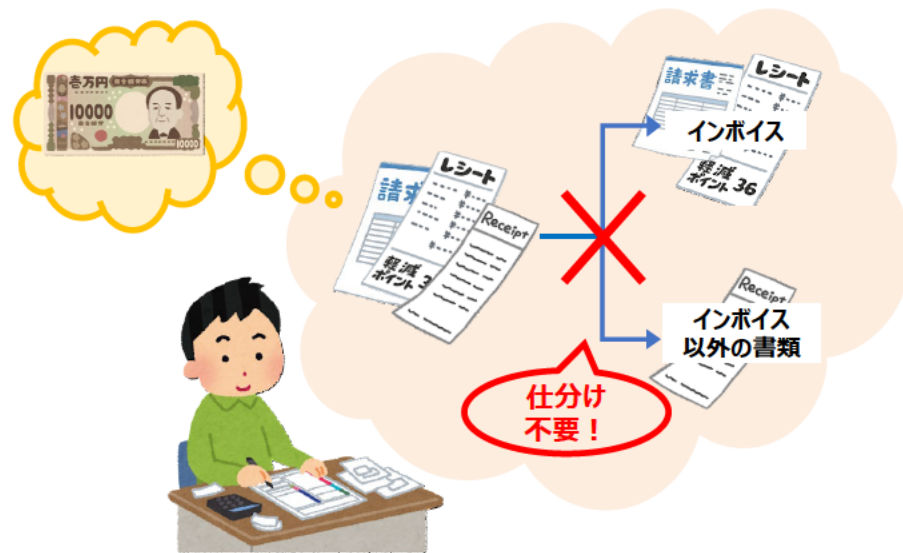 壱万円
10000
10000
請求書
レシート
インボイス
軽減
ポイント 36
レシート
請求
Receipt
軽減
ポイント 3
Receipt
インボイス
以外の書類
仕分け
不要！